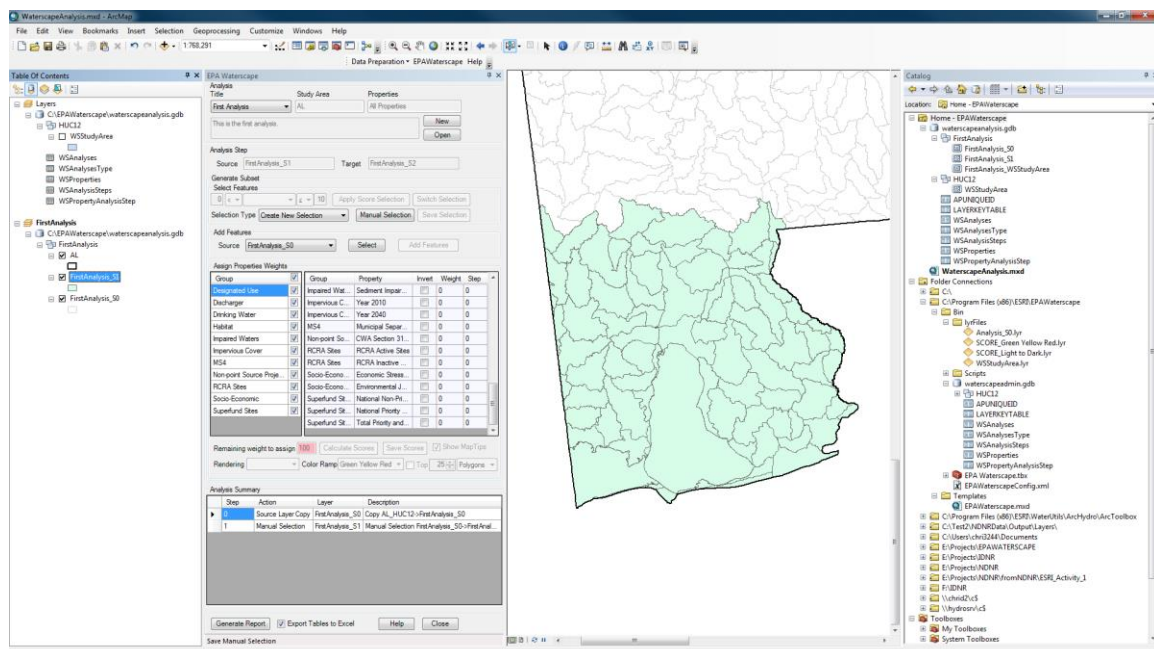 WaterscapeAnalysis.mxd - ArcMap
File Edit View Bookmarks Insert Selection Geoprocessing Customize Windows Help
1:768,291
Data Preparation EPAWaterscape Help
Table Of Contents
Layers
C:\EPAWaterscape\waterscapeanalysis.gdb
HUC12
WSStudyArea
WSAnalyses
WSAnalysesType
WSProperties
WSAnalysisSteps
WSPropertyAnalysisStep
FirstAnalysis
C:\EPAWaterscape\waterscapeanalysis.gdb
FirstAnalysis
AL
FirstAnalysis_S1
FirstAnalysis_S0
EPA Waterscape
Analysis
Title Study Area Properties
First Analysis AL All Properties
This is the first analysis. New
Open
Analysis Step
Source FirstAnalysis_S1 Target FirstAnalysis_S2
Generate Subset
Select Features
0 < 10 Apply Score Selection Switch Selection
Selection Type Create New Selection Manual Selection Save Selection
Add Features
Source FirstAnalysis_S0 Select Add Features
Assign Properties Weights
Group
Designated Use
Discharger
Drinking Water
Habitat
Impaired Waters
Impervious Cover
MS4
Non-point Source Proje...
RCRA Sites
Socio-Economic
Superfund Sites
Group Property Invert Weight Step
Impaired Wat... Sediment Impair... 0 0
Impervious C... Year 2010 0 0
Impervious C... Year 2040 0 0
MS4 Municipal Separ... 0 0
Non-point So... CWA Section 31... 0 0
RCRA Sites RCRA Active Sites 0 0
RCRA Sites RCRA Inactive ... 0 0
Socio-Econo... Economic Stress... 0 0
Socio-Econo... Environmental J... 0 0
Superfund Sit... National Non-Pri... 0 0
Superfund Sit... National Priority ... 0 0
Superfund Sit... Total Priority and... 0 0
Remaining weight to assign 100 Calculate Scores Save Scores Show MapTips
Rendering Color Ramp Green Yellow Red Top 25 Polygons
Analysis Summary
Step Action Layer Description
0 Source Layer Copy FirstAnalysis_S0 Copy AL_HUC12->FirstAnalysis_S0
1 Manual Selection FirstAnalysis_S1 Manual Selection FirstAnalysis_S0->FirstAnal...
Generate Report Export Tables to Excel Help Close
Save Manual Selection
Catalog
Location: Home - EPAWaterscape
Home - EPAWaterscape
waterscapeanalysis.gdb
FirstAnalysis
FirstAnalysis_S0
FirstAnalysis_S1
FirstAnalysis_WSStudyArea
HUC12
WSStudyArea
APUNIQUEID
LAYERKEYTABLE
WSAnalyses
WSAnalysesType
WSAnalysisSteps
WSProperties
WSPropertyAnalysisStep
WaterscapeAnalysis.mxd
Folder Connections
C:\
C:\Program Files (x86)\ESRI\EPAWaterscape
Bin
lyrFiles
Analysis_S0.lyr
SCORE_Green Yellow Red.lyr
SCORE_Light to Dark.lyr
WSStudyArea.lyr
Scripts
waterscapeadmin.gdb
HUC12
APUNIQUEID
LAYERKEYTABLE
WSAnalyses
WSAnalysesType
WSAnalysisSteps
WSProperties
WSPropertyAnalysisStep
EPA Waterscape.tbx
EPAWaterscapeConfig.xml
Templates
EPAWaterscape.mxd
C:\Program Files (x86)\ESRI\WaterUtils\ArcHydro\ArcToolbox
C:\Test2\NDNRData\Output\Layers\
C:\Users\chri3244\Documents
E:\Projects\EPAWATERSCAPE
E:\Projects\IDNR
E:\Projects\NDNR
E:\Projects\NDNR\fromNDNR\ESRI_Activity_1
F:\IDNR
\\chrid2\c$
\\hydrosrv\c$
Toolboxes
My Toolboxes
System Toolboxes